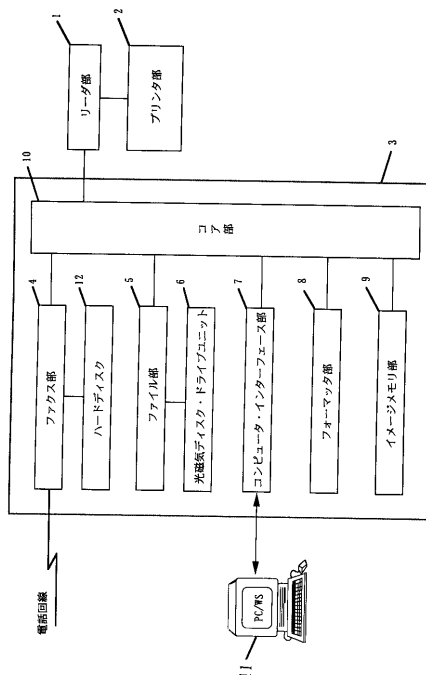 1
リーダ部
2
プリンタ部
3
10
コア部
4
ファクス部
12
ハードディスク
5
ファイル部
6
光磁気ディスク・ドライブユニット
7
コンピュータ・インターフェース部
8
フォーマッタ部
9
イメージメモリ部
電話回線
PC/WS
11